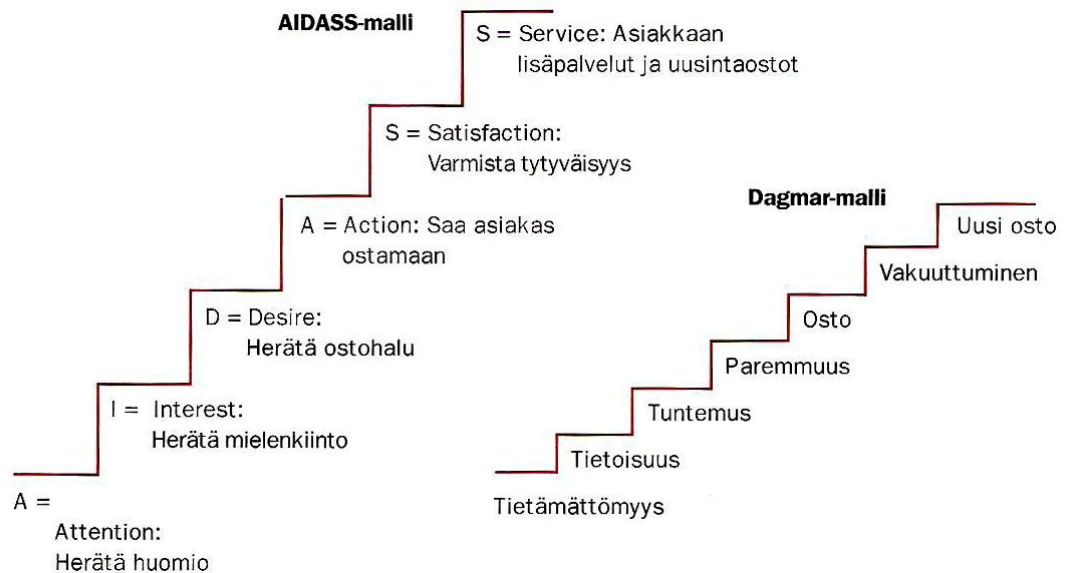 AIDASS-malli
S = Service: Asiakkaan
lisäpalvelut ja uusintaostot
S = Satisfaction:
Varmista tytyväisyys
A = Action: Saa asiakas
ostamaan
D = Desire:
Herätä ostohalu
I = Interest:
Herätä mielenkiinto
A =
Attention:
Herätä huomio
Dagmar-malli
Uusi osto
Vakuuttuminen
Osto
Paremmuus
Tuntemus
Tietoisuus
Tietämättömyys